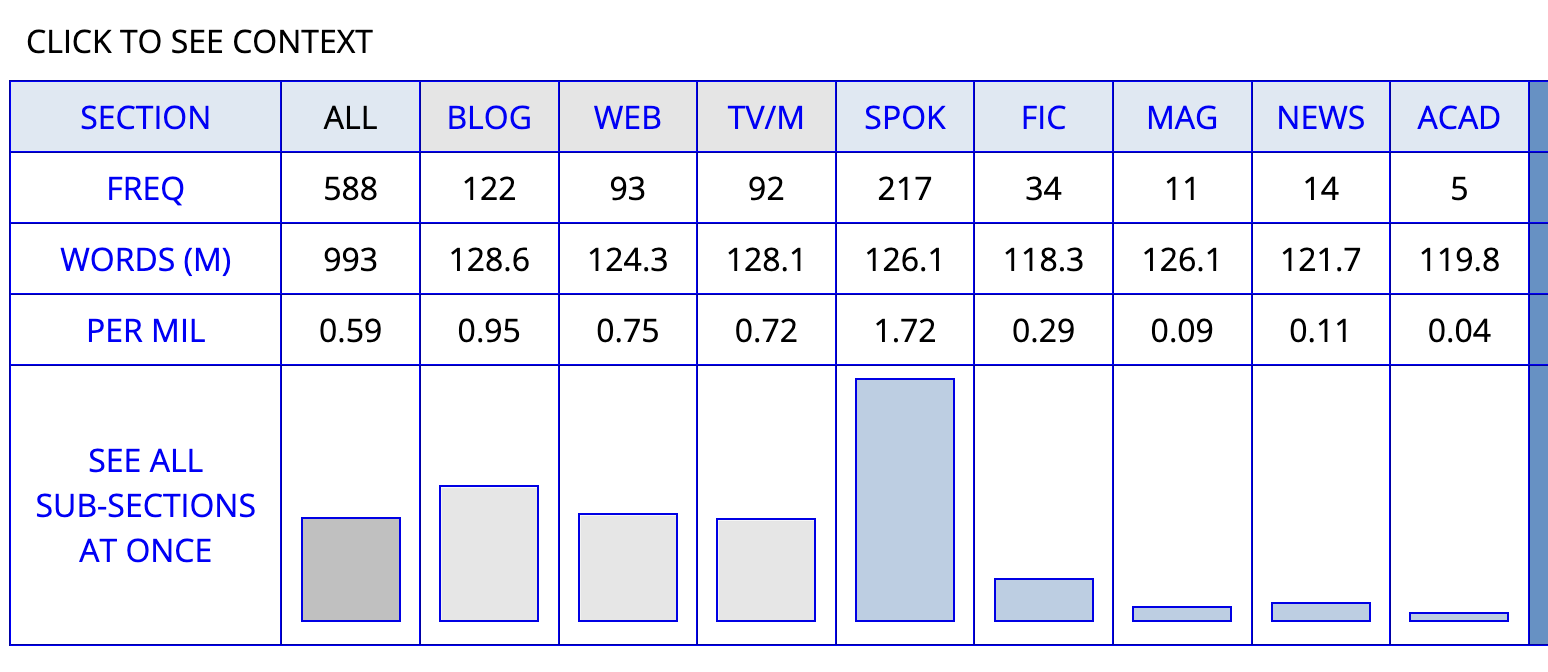 CLICK TO SEE CONTEXT
SECTION ALL BLOG WEB TV/M SPOK FIC MAG NEWS ACAD
FREQ 588 122 93 92 217 34 11 14 5
WORDS (M) 993 128.6 124.3 128.1 126.1 118.3 126.1 121.7 119.8
PER MIL 0.59 0.95 0.75 0.72 1.72 0.29 0.09 0.11 0.04
SEE ALL
SUB-SECTIONS
AT ONCE